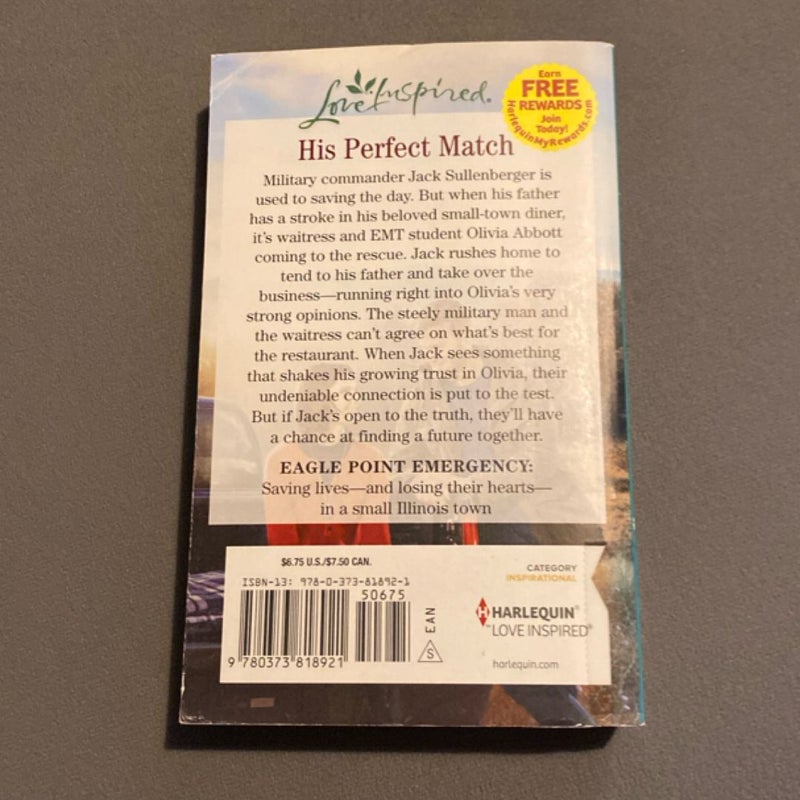 Love Inspired®
Earn
FREE
REWARDS
Join
Today!
HarlequinMyRewards.com
His Perfect Match
Military commander Jack Sullenberger is
used to saving the day. But when his father
has a stroke in his beloved small-town diner,
it's waitress and EMT student Olivia Abbott
coming to the rescue. Jack rushes home to
tend to his father and take over the
business—running right into Olivia's very
strong opinions. The steely military man and
the waitress can't agree on what's best for
the restaurant. When Jack sees something
that shakes his growing trust in Olivia, their
undeniable connection is put to the test.
But if Jack's open to the truth, they'll have
a chance at finding a future together.
EAGLE POINT EMERGENCY:
Saving lives—and losing their hearts—
in a small Illinois town
$6.75 U.S./$7.50 CAN.
ISBN-13: 978-0-373-81892-1
50675
EAN
S
9 780373 818921
CATEGORY
INSPIRATIONAL
H HARLEQUIN®
™LOVE INSPIRED®
harlequin.com